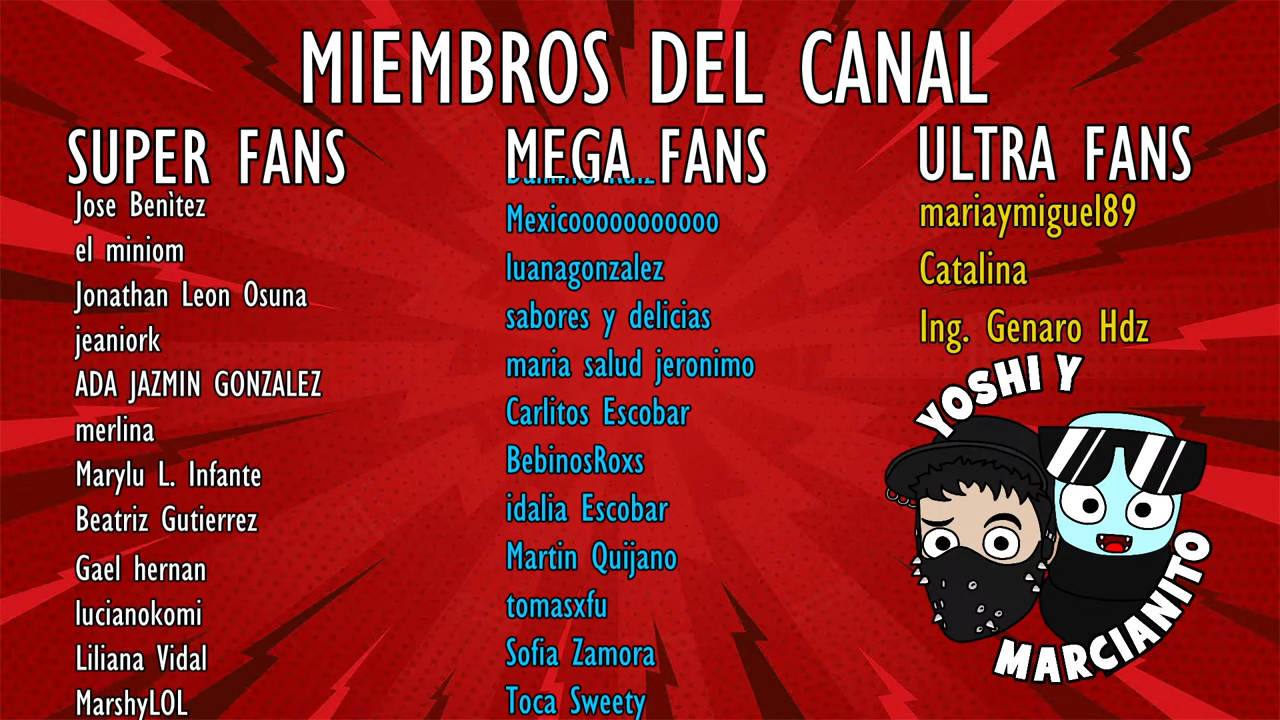 MIEMBROS DEL CANAL
SUPER FANS
Jose Benìtez
el miniom
Jonathan Leon Osuna
jeaniork
ADA JAZMIN GONZALEZ
merlina
Marylu L. Infante
Beatriz Gutierrez
Gael hernan
lucianokomi
Liliana Vidal
MarshyLOL
MEGA FANS
Mexicooooooooooo
luanagonzalez
sabores y delicias
maria salud jeronimo
Carlitos Escobar
BebinosRoxs
idalia Escobar
Martin Quijano
tomasxfu
Sofia Zamora
Toca Sweety
ULTRA FANS
mariaymiguel89
Catalina
Ing. Genaro Hdz
YOSHI Y
MARCIANITO